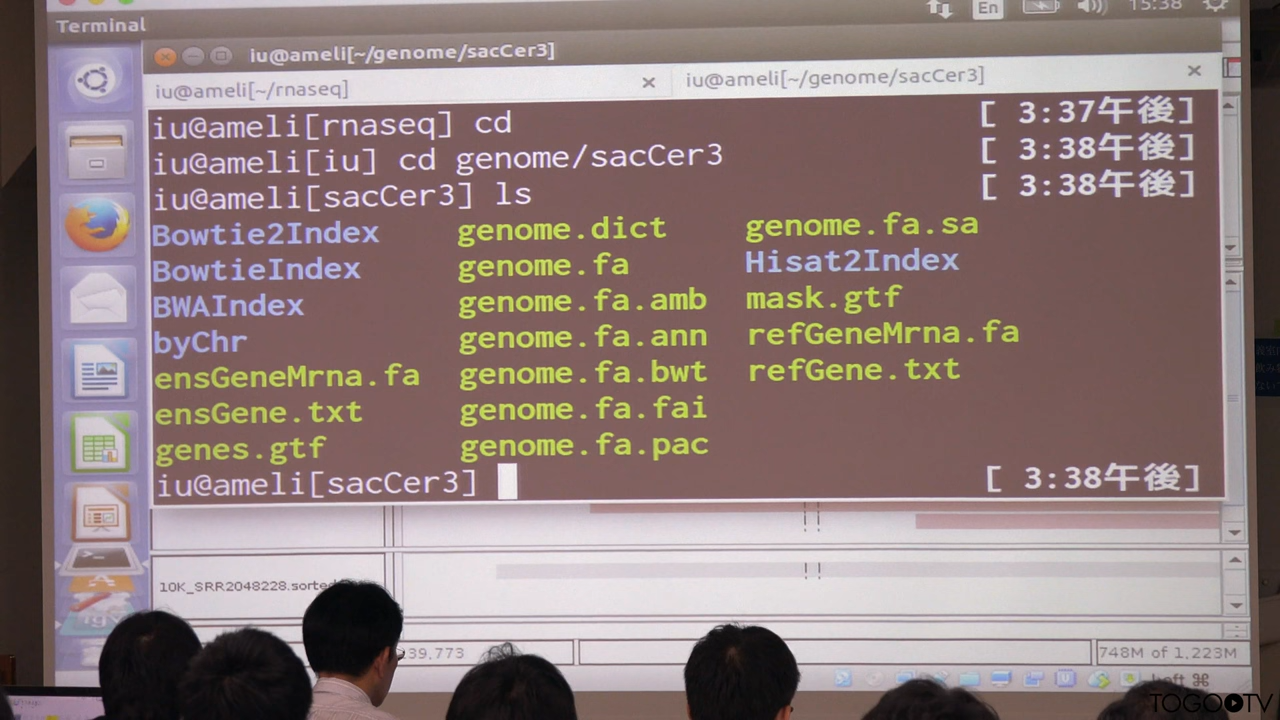 En
15:38
Terminal
iu@ameli[~/genome/sacCer3]
iu@ameli[~/rnaseq]
iu@ameli[~/genome/sacCer3]
iu@ameli[rnaseq] cd [ 3:37午後]
iu@ameli[iu] cd genome/sacCer3 [ 3:38午後]
iu@ameli[sacCer3] ls [ 3:38午後]
Bowtie2Index genome.dict genome.fa.sa
BowtieIndex genome.fa Hisat2Index
BWAIndex genome.fa.amb mask.gtf
byChr genome.fa.ann refGeneMrna.fa
ensGeneMrna.fa genome.fa.bwt refGene.txt
ensGene.txt genome.fa.fai
genes.gtf genome.fa.pac
iu@ameli[sacCer3] [ 3:38午後]
10K_SRR2048228.sorted
39,773
748M of 1,223M
Left ⌘
TOGOTV